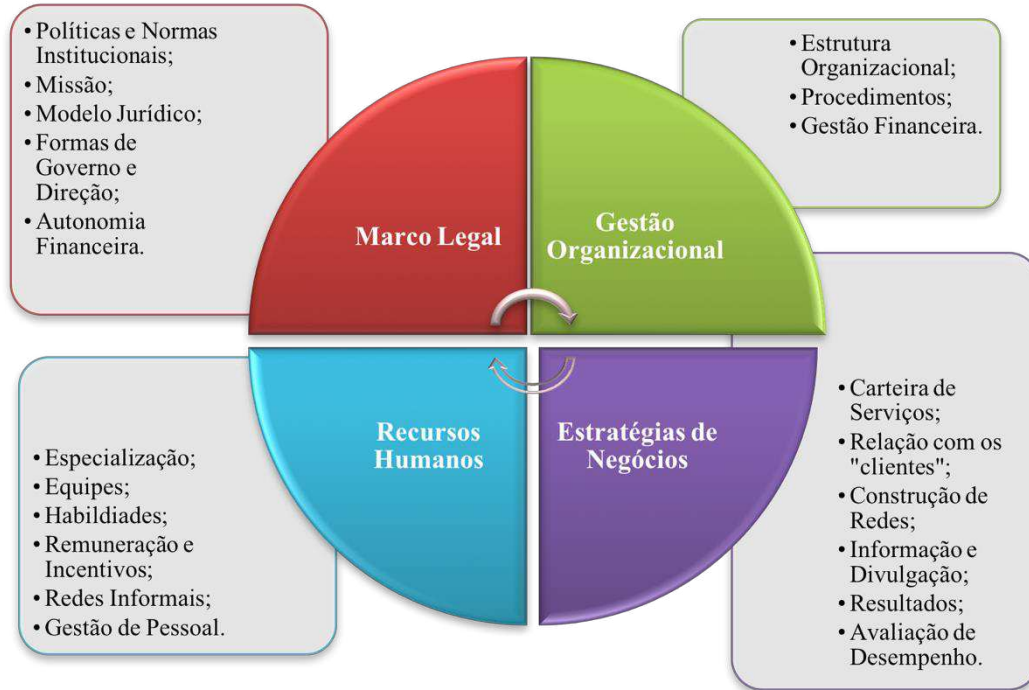 • Políticas e Normas
Institucionais;
• Missão;
• Modelo Jurídico;
• Formas de
Governo e
Direção;
• Autonomia
Financeira.
• Estrutura
Organizacional;
• Procedimentos;
• Gestão Financeira.
Marco Legal
Gestão
Organizacional
Recursos
Humanos
Estratégias de
Negócios
• Especialização;
• Equipes;
• Habildiades;
• Remuneração e
Incentivos;
• Redes Informais;
• Gestão de Pessoal.
• Carteira de
Serviços;
• Relação com os
"clientes";
• Construção de
Redes;
• Informação e
Divulgação;
• Resultados;
• Avaliação de
Desempenho.